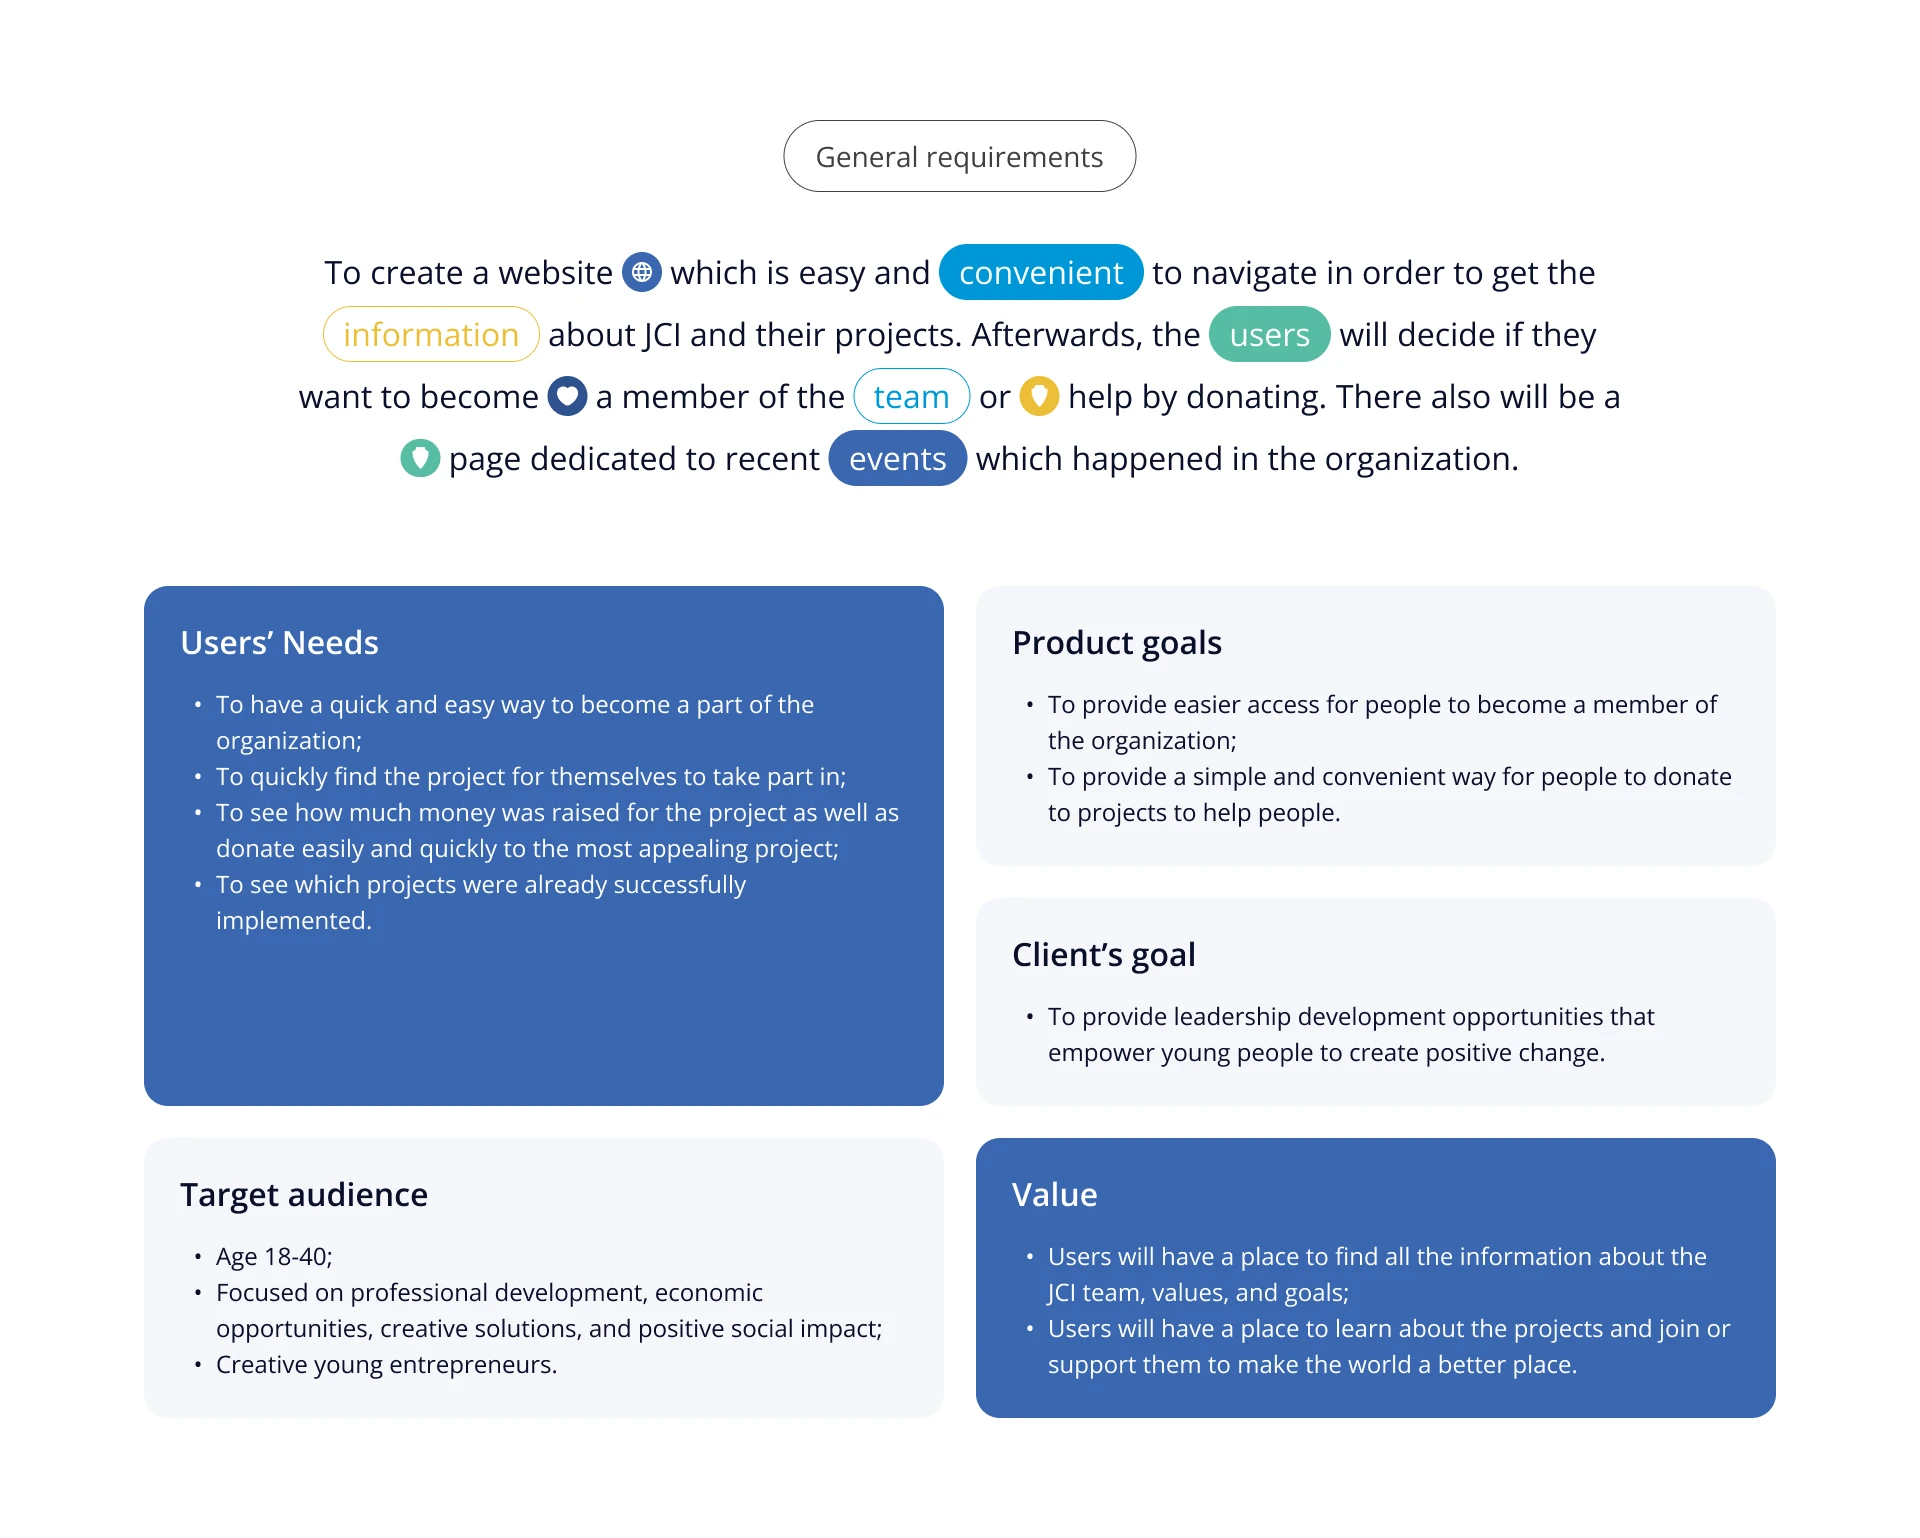 General requirements
To create a website which is easy and convenient to navigate in order to get the
information about JCI and their projects. Afterwards, the users will decide if they
want to become a member of the team or help by donating. There also will be a
page dedicated to recent events which happened in the organization.
Users’ Needs
• To have a quick and easy way to become a part of the
organization;
• To quickly find the project for themselves to take part in;
• To see how much money was raised for the project as well as
donate easily and quickly to the most appealing project;
• To see which projects were already successfully
implemented.
Product goals
• To provide easier access for people to become a member of
the organization;
• To provide a simple and convenient way for people to donate
to projects to help people.
Client’s goal
• To provide leadership development opportunities that
empower young people to create positive change.
Target audience
• Age 18-40;
• Focused on professional development, economic
opportunities, creative solutions, and positive social impact;
• Creative young entrepreneurs.
Value
• Users will have a place to find all the information about the
JCI team, values, and goals;
• Users will have a place to learn about the projects and join or
support them to make the world a better place.